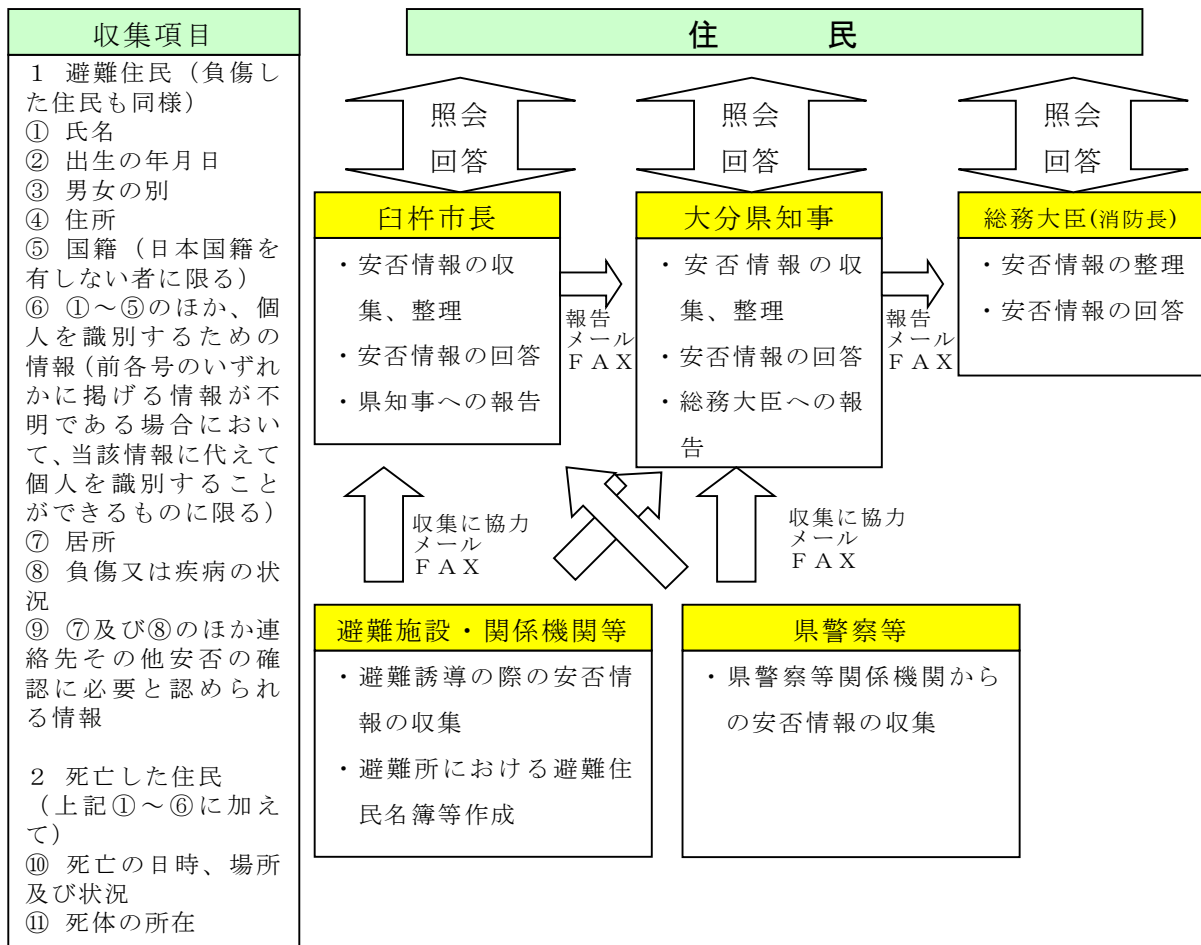 収集項目
1 避難住民（負傷し
た住民も同様）
① 氏名
② 出生の年月日
③ 男女の別
④ 住所
⑤ 国籍（日本国籍を
有しない者に限る）
⑥ ①～⑤のほか、個
人を識別するための
情報（前各号のいずれ
かに掲げる情報が不
明である場合におい
て、当該情報に代えて
個人を識別すること
ができるものに限る）
⑦ 居所
⑧ 負傷又は疾病の状
況
⑨ ⑦及び⑧のほか連
絡先その他安否の確
認に必要と認められ
る情報
2 死亡した住民
（上記①～⑥に加え
て）
⑩ 死亡の日時、場所
及び状況
⑪ 死体の所在
住 民
照会
回答
照会
回答
照会
回答
臼杵市長
・安否情報の収
集、整理
・安否情報の回答
・県知事への報告
報告
メール
ＦＡＸ
大分県知事
・安否情報の収
集、整理
・安否情報の回答
・総務大臣への報
告
報告
メール
ＦＡＸ
総務大臣(消防長)
・安否情報の整理
・安否情報の回答
収集に協力
メール
ＦＡＸ
収集に協力
メール
ＦＡＸ
避難施設・関係機関等
・避難誘導の際の安否情
報の収集
・避難所における避難住
民名簿等作成
県警察等
・県警察等関係機関から
の安否情報の収集